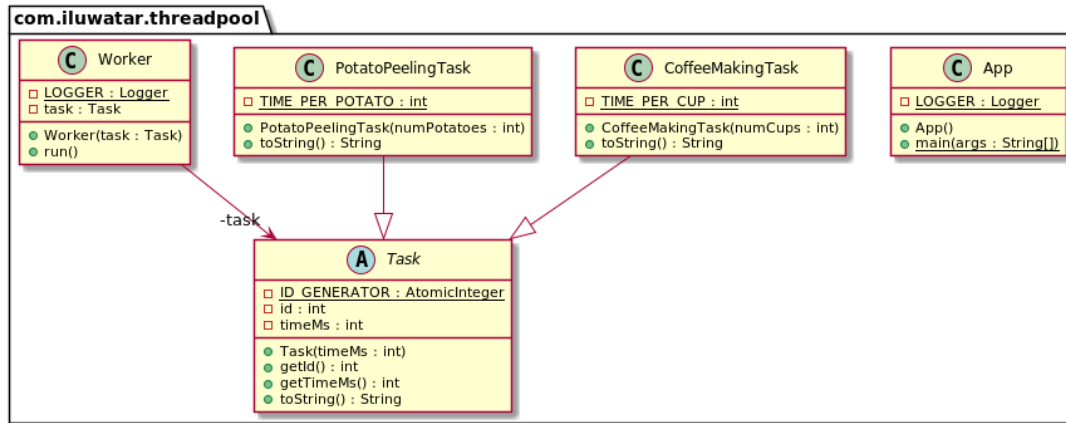 com.iluwatar.threadpool
C Worker
LOGGER : Logger
task : Task
Worker(task : Task)
run()
C PotatoPeelingTask
TIME_PER_POTATO : int
PotatoPeelingTask(numPotatoes : int)
toString() : String
C CoffeeMakingTask
TIME_PER_CUP : int
CoffeeMakingTask(numCups : int)
toString() : String
C App
LOGGER : Logger
App()
main(args : String[])
-task
A Task
ID_GENERATOR : AtomicInteger
id : int
timeMs : int
Task(timeMs : int)
getId() : int
getTimeMs() : int
toString() : String